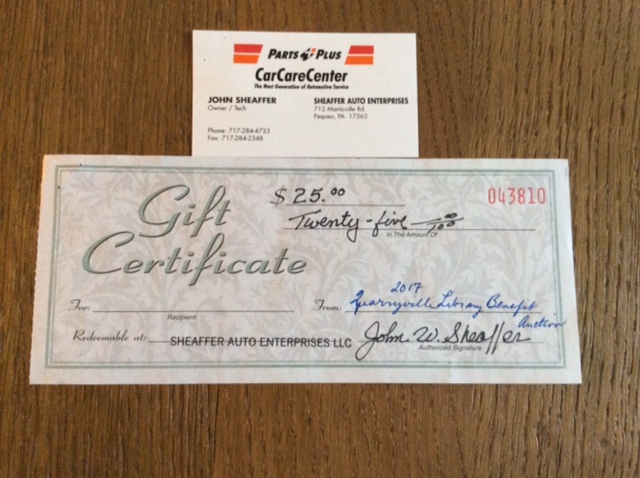 PARTS PLUS
CarCareCenter
The Next Generation of Automotive Service
JOHN SHEAFFER
Owner / Tech
SHEAFFER AUTO ENTERPRISES
712 Marticville Rd.
Pequea, PA 17565
Phone: 717-284-4733
Fax: 717-284-2348
Gift Certificate
$ 25.00
043810
Twenty-five 00/100
In The Amount Of
For:
Recipient
From: 2017 Quarryville Library Benefit Auction
Redeemable at: SHEAFFER AUTO ENTERPRISES LLC
John W. Sheaffer
Authorized Signature